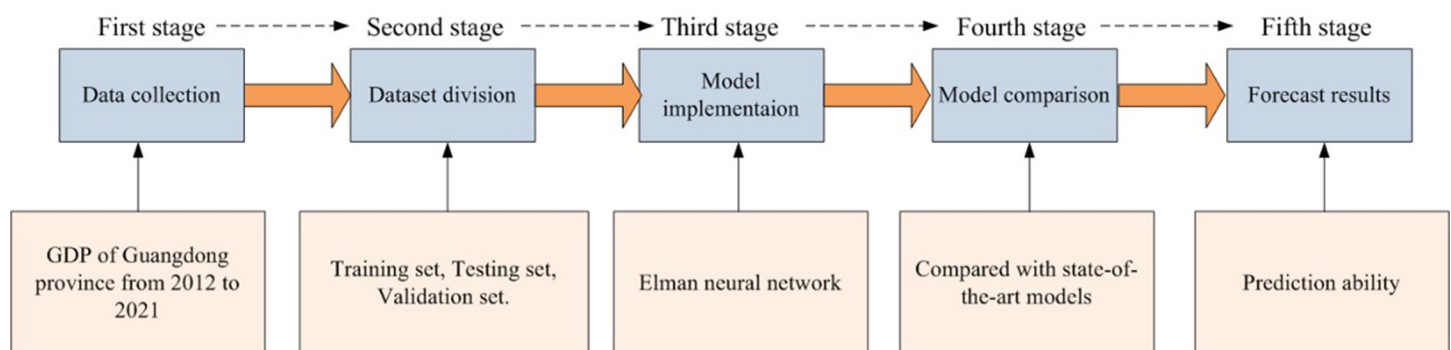 First stage
Second stage
Third stage
Fourth stage
Fifth stage
Data collection
Dataset division
Model
implementaion
Model comparison
Forecast results
GDP of Guangdong
province from 2012 to
2021
Training set, Testing set,
Validation set.
Elman neural network
Compared with state-of-
the-art models
Prediction ability